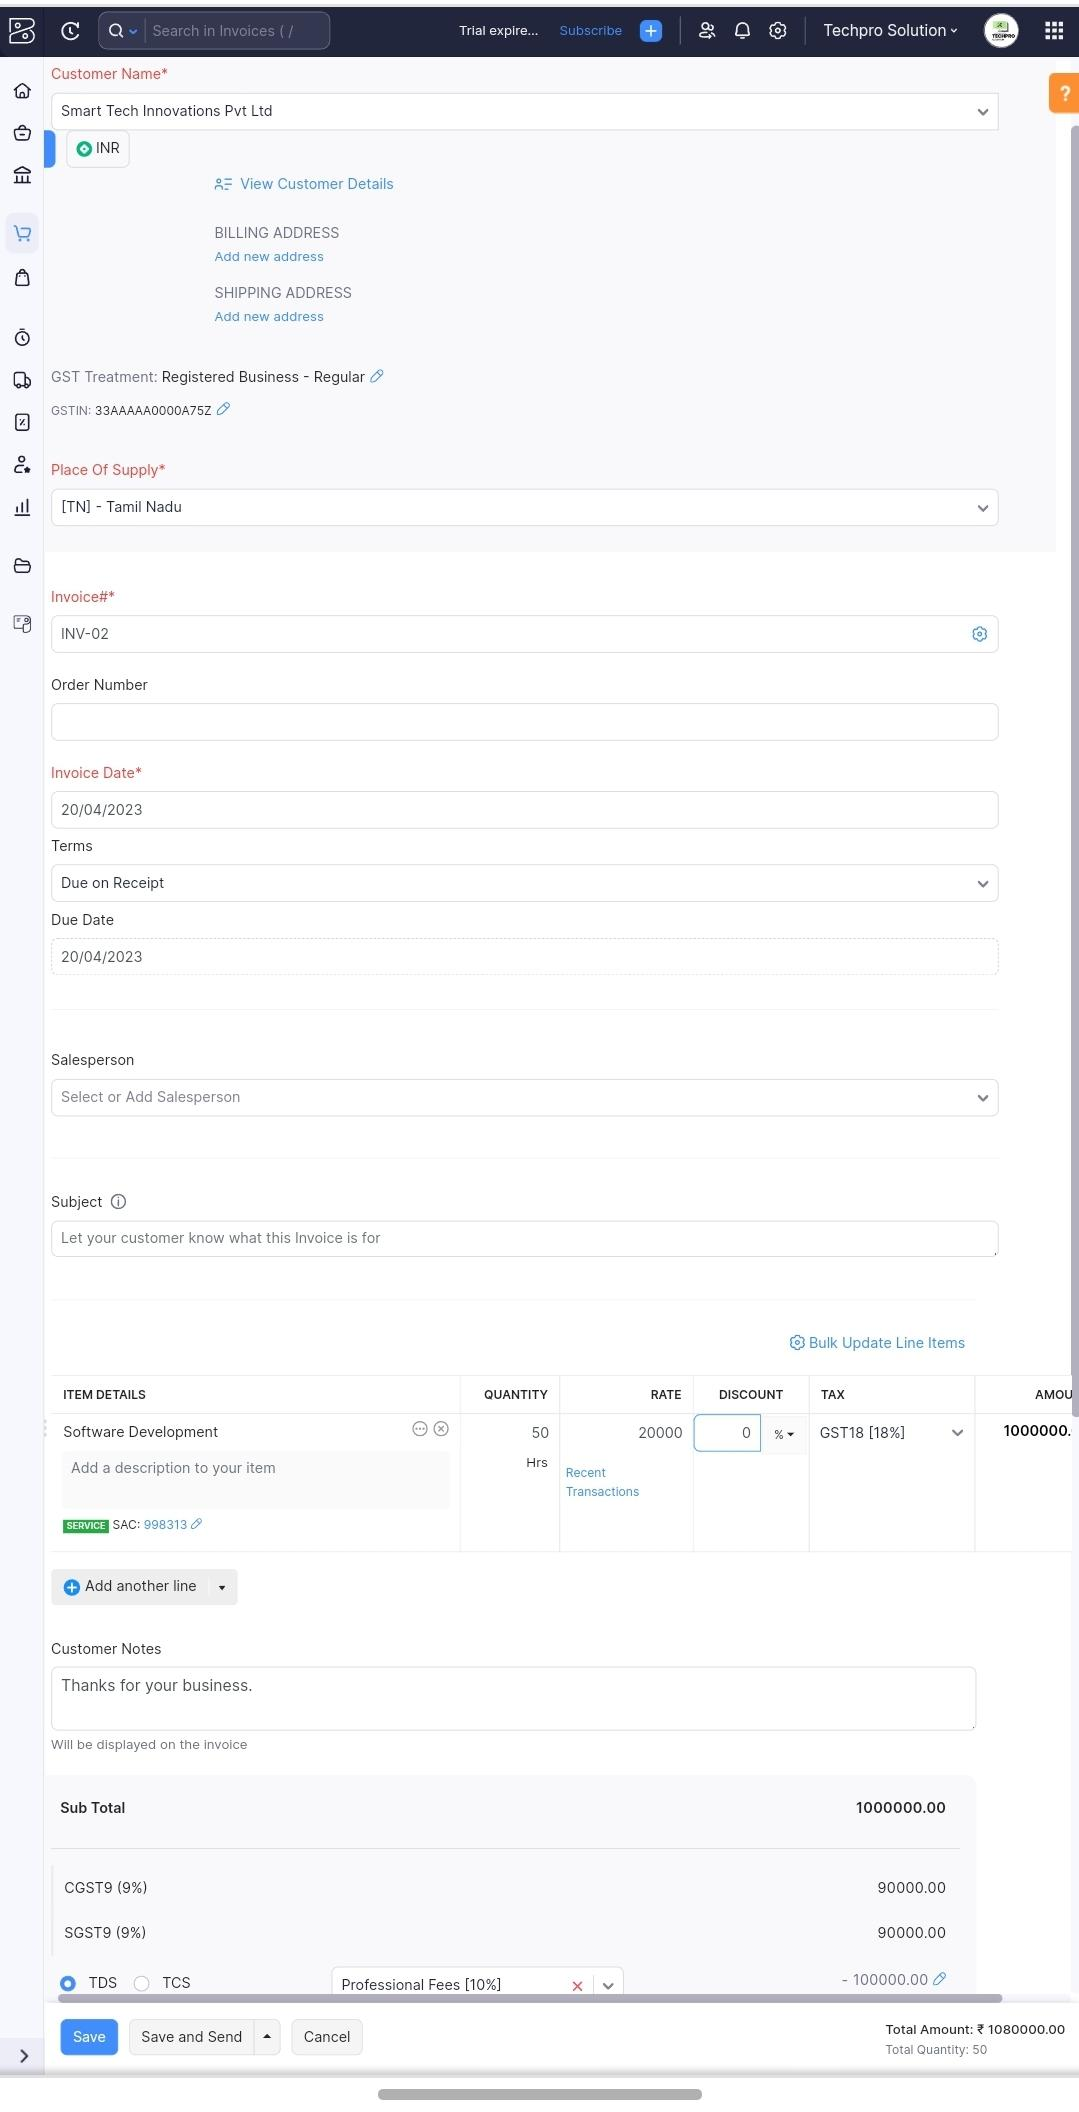 Search in Invoices ( /
Trial expire...
Subscribe
Techpro Solution
TECHPRO
?
Customer Name*
Smart Tech Innovations Pvt Ltd
INR
View Customer Details
BILLING ADDRESS
Add new address
SHIPPING ADDRESS
Add new address
GST Treatment: Registered Business - Regular
GSTIN: 33AAAAA0000A75Z
Place Of Supply*
[TN] - Tamil Nadu
Invoice#*
INV-02
Order Number
Invoice Date*
20/04/2023
Terms
Due on Receipt
Due Date
20/04/2023
Salesperson
Select or Add Salesperson
Subject
Let your customer know what this Invoice is for
Bulk Update Line Items
ITEM DETAILS QUANTITY RATE DISCOUNT TAX AMOU
Software Development 50 20000 0 % GST18 [18%] 1000000.
Hrs
Add a description to your item
Recent
Transactions
SERVICE SAC: 998313
Add another line
Customer Notes
Thanks for your business.
Will be displayed on the invoice
Sub Total 1000000.00
CGST9 (9%) 90000.00
SGST9 (9%) 90000.00
TDS TCS Professional Fees [10%] - 100000.00
Save Save and Send Cancel
Total Amount: ₹ 1080000.00
Total Quantity: 50